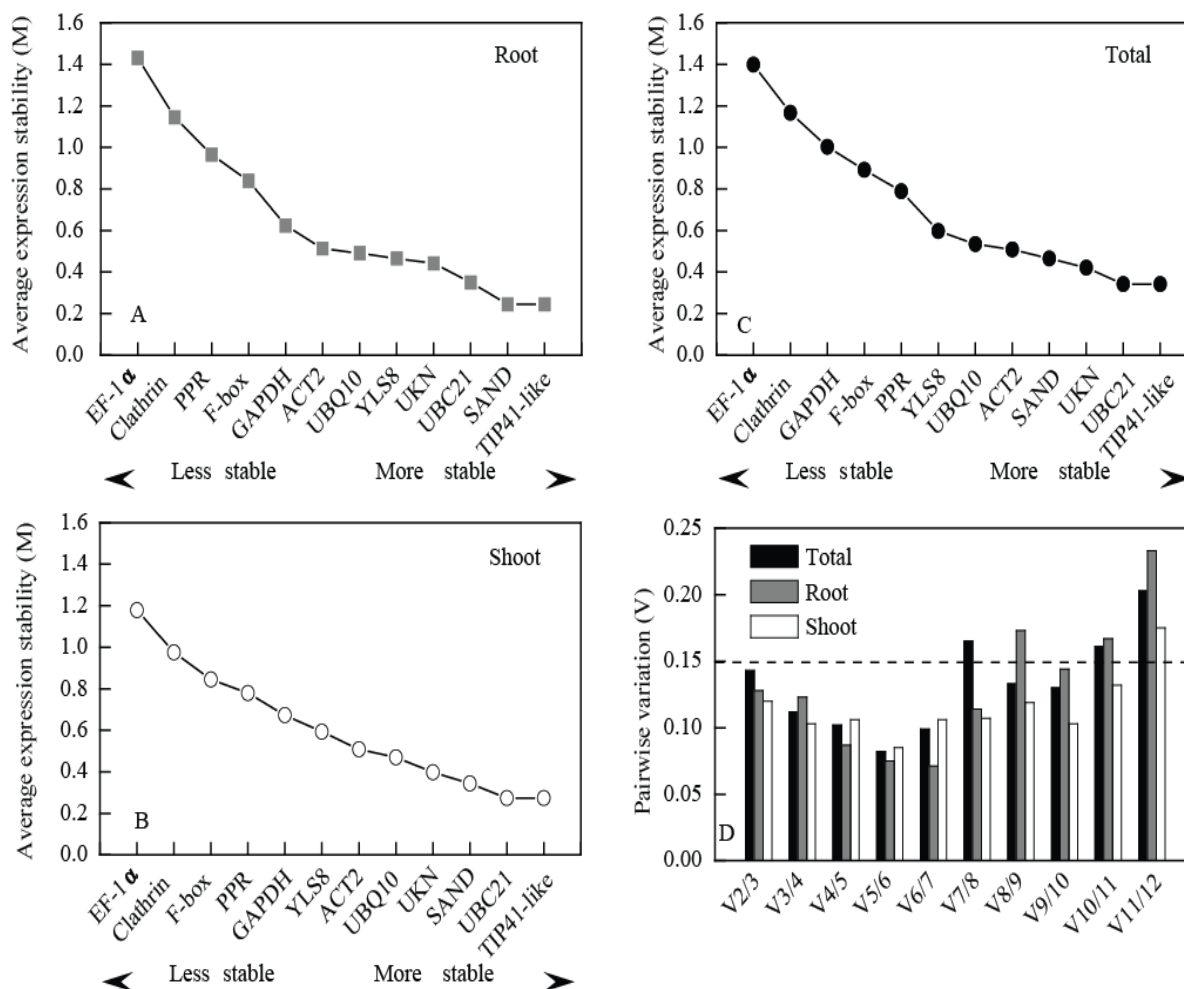 Average expression stability (M)
1.6
1.4
1.2
1.0
0.8
0.6
0.4
0.2
0.0
Root
A
EF-1α
Clathrin
PPR
F-box
GAPDH
ACT2
UBQ10
YLS8
UKN
UBC21
SAND
TIP41-like
Less stable
More stable
Average expression stability (M)
1.6
1.4
1.2
1.0
0.8
0.6
0.4
0.2
0.0
Total
C
EF-1α
Clathrin
GAPDH
F-box
PPR
YLS8
UBQ10
ACT2
SAND
UKN
UBC21
TIP41-like
Less stable
More stable
Average expression stability (M)
1.6
1.4
1.2
1.0
0.8
0.6
0.4
0.2
0.0
Shoot
B
EF-1α
Clathrin
F-box
PPR
GAPDH
YLS8
ACT2
UBQ10
UKN
SAND
UBC21
TIP41-like
Less stable
More stable
Pairwise variation (V)
0.25
0.20
0.15
0.10
0.05
0.00
Total
Root
Shoot
D
V2/3
V3/4
V4/5
V5/6
V6/7
V7/8
V8/9
V9/10
V10/11
V11/12